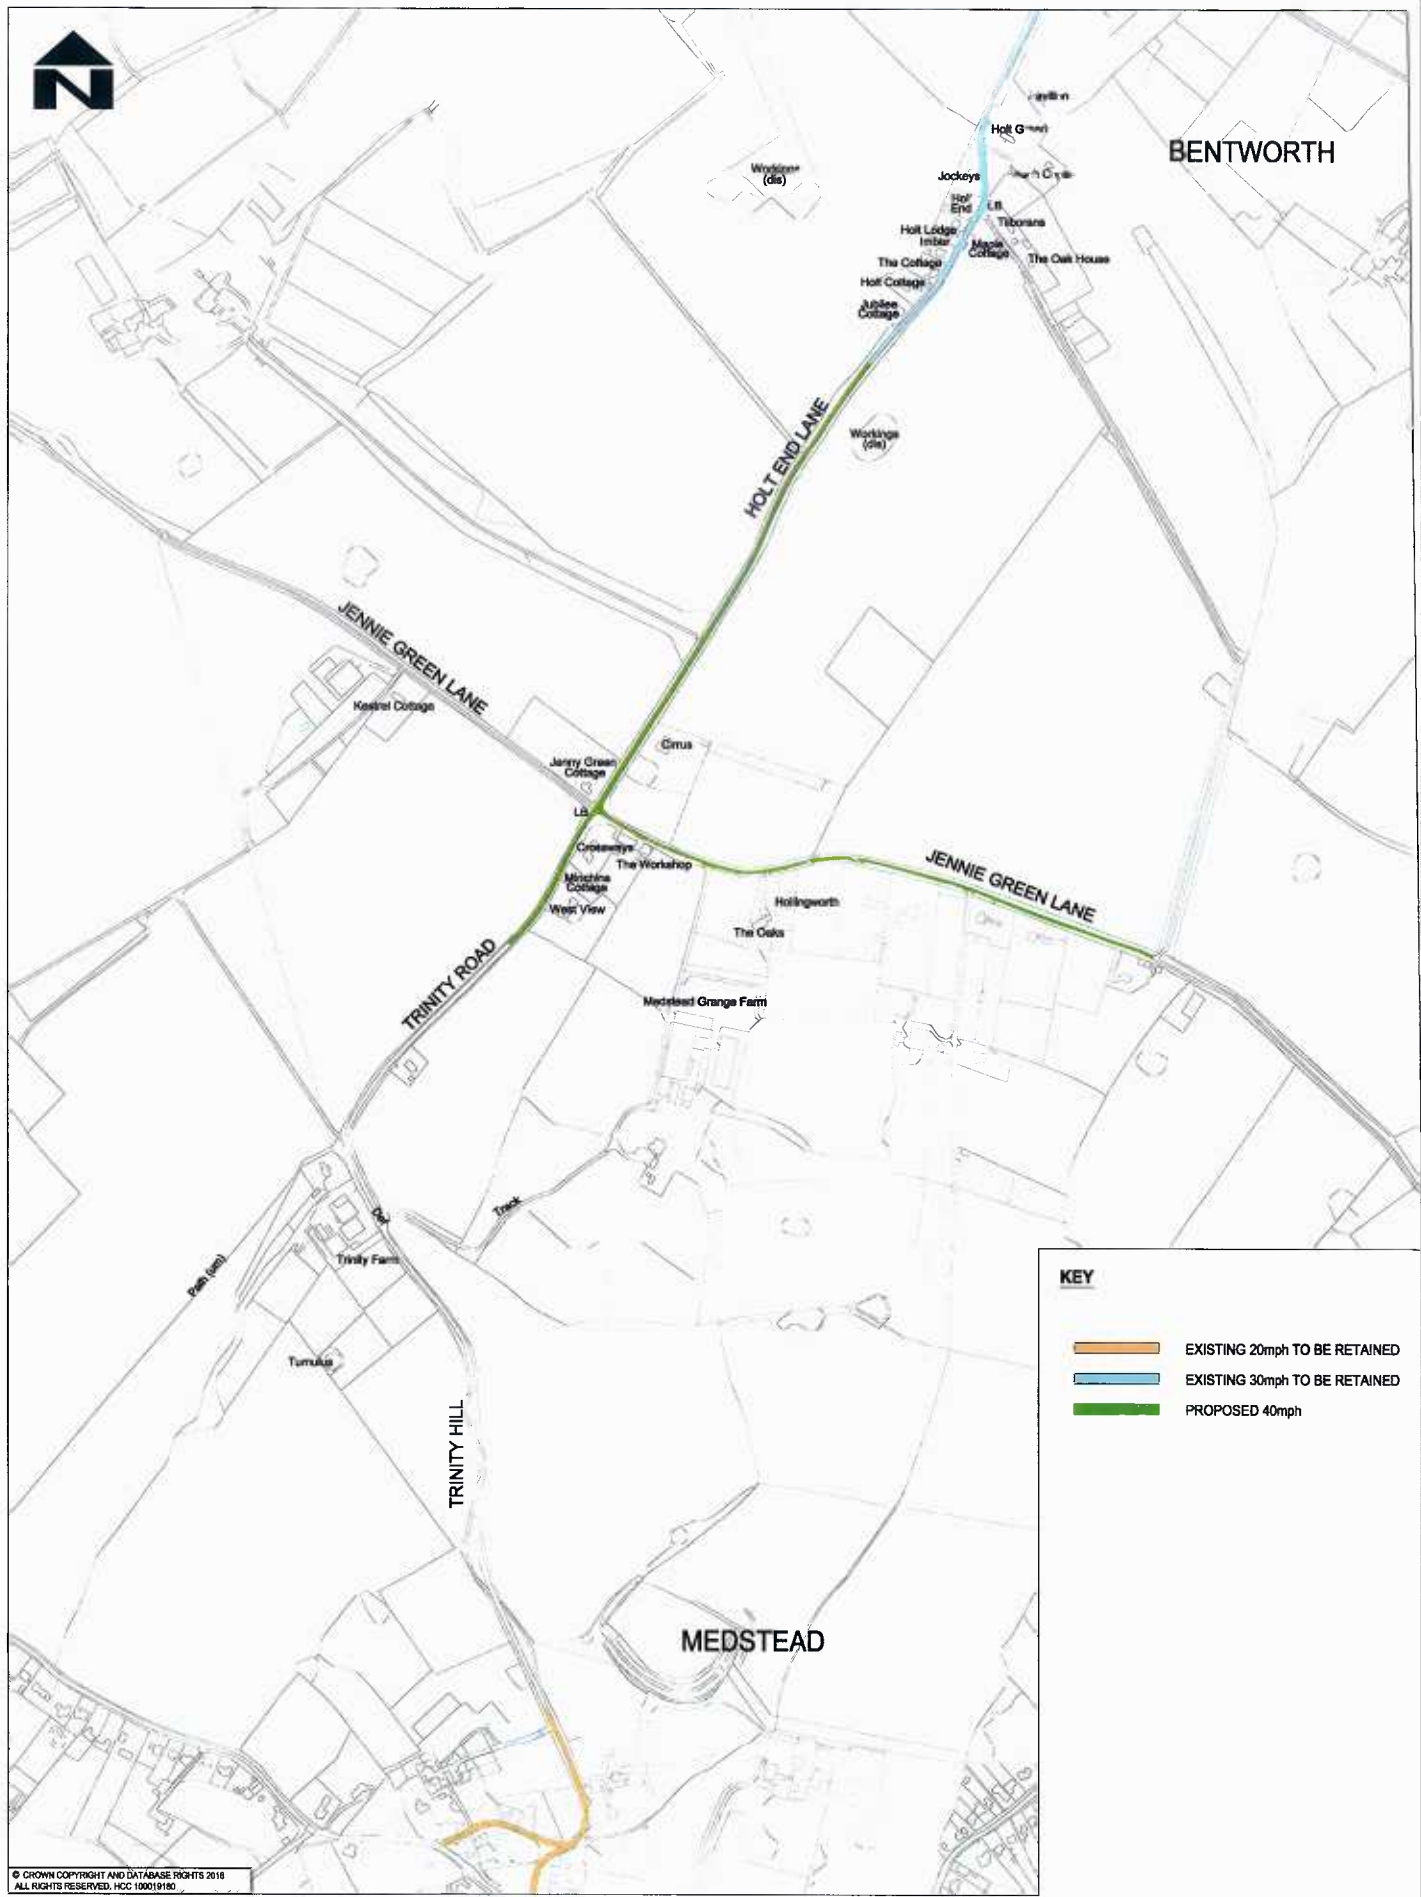 N
BENTWORTH
Holt G
Workings
(dis)
Jockeys
Holt
End
LB
Tilborans
Holt Lodge
Maple
Cottage
The Cottage
The Oak House
Holt Cottage
Jubilee
Cottage
HOLT END LANE
Workings
(dis)
JENNIE GREEN LANE
Kestrel Cottage
Cirrus
Jenny Green
Cottage
LB
Crossways
The Workshop
JENNIE GREEN LANE
Minchins
Cottage
Hollingworth
West View
The Oaks
TRINITY ROAD
Medstead Grange Farm
Track
Def
Path (um)
Trinity Farm
Tumulus
TRINITY HILL
MEDSTEAD
KEY
EXISTING 20mph TO BE RETAINED
EXISTING 30mph TO BE RETAINED
PROPOSED 40mph
© CROWN COPYRIGHT AND DATABASE RIGHTS 2016
ALL RIGHTS RESERVED. HCC 100019180